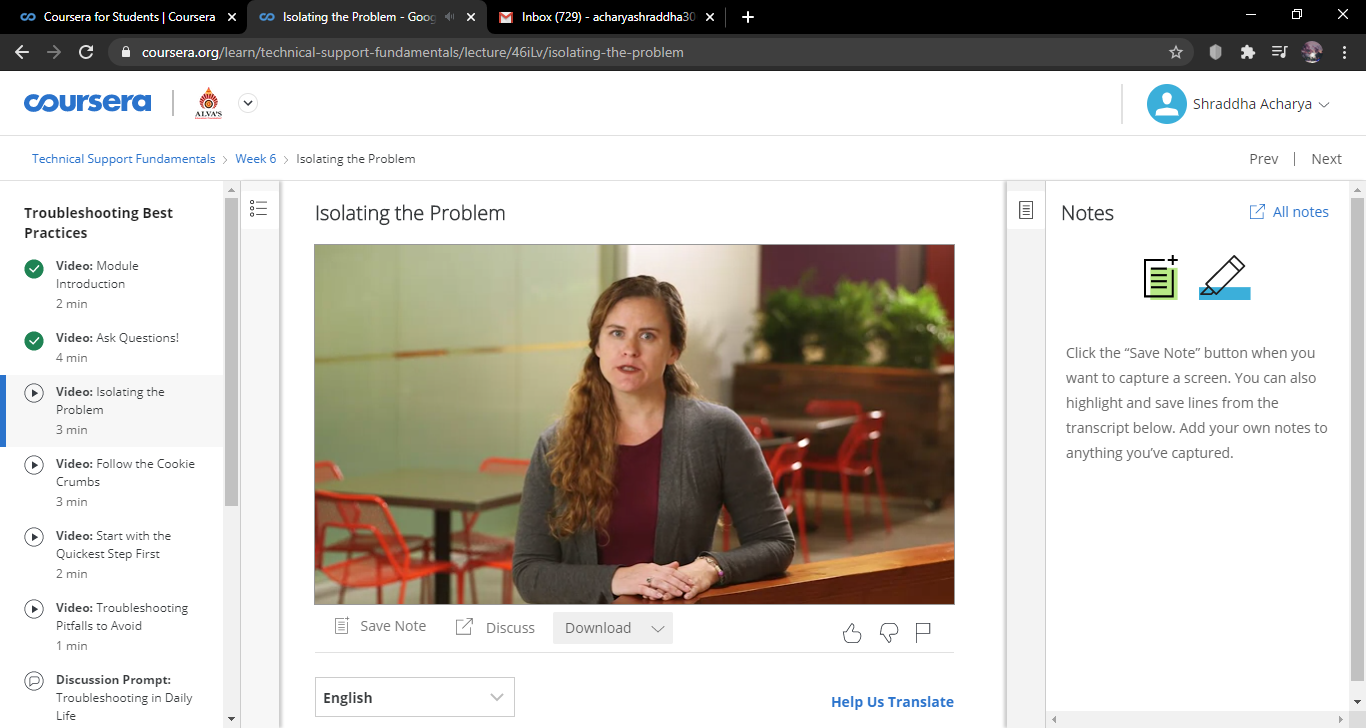 Coursera for Students | Coursera
Isolating the Problem - Goog
Inbox (729) - acharyashraddha30
coursera.org/learn/technical-support-fundamentals/lecture/46iLv/isolating-the-problem
coursera
ALVA'S
Shraddha Acharya
Technical Support Fundamentals
Week 6
Isolating the Problem
Prev | Next
Troubleshooting Best
Practices
Video: Module
Introduction
2 min
Video: Ask Questions!
4 min
Video: Isolating the
Problem
3 min
Video: Follow the Cookie
Crumbs
3 min
Video: Start with the
Quickest Step First
2 min
Video: Troubleshooting
Pitfalls to Avoid
1 min
Discussion Prompt:
Troubleshooting in Daily
Life
Isolating the Problem
Save Note
Discuss
Download
English
Help Us Translate
Notes
All notes
Click the “Save Note” button when you
want to capture a screen. You can also
highlight and save lines from the
transcript below. Add your own notes to
anything you’ve captured.